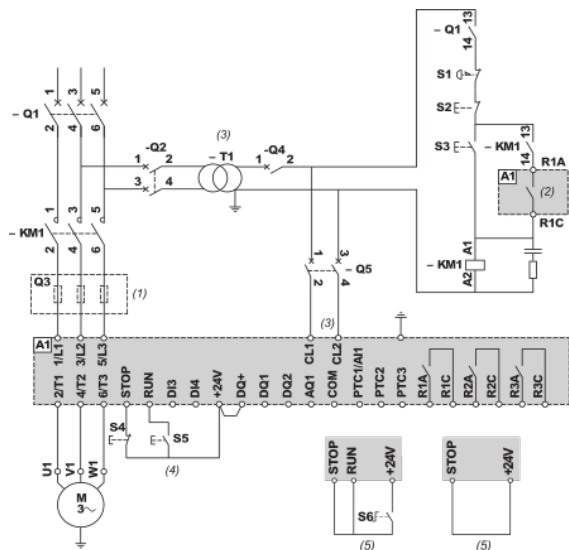 13
– Q1
14
S1
S2
S3
13
– KM1
14
R1A
A1
(2)
R1C
A1
– KM1
A2
1 3 5
– Q1
2 4 6
-Q2
1 2
3 4
(3)
– T1
-Q4
1 2
1 3
– Q5
2 4
(3)
1 3 5
– KM1
2 4 6
Q3
(1)
A1
1/L1 3/L2 5/L3 CL1 CL2
2/T1 4/T2 6/T3 STOP RUN DI3 DI4 +24V DQ+ DQ1 DQ2 AQ1 COM PTC1/AI1 PTC2 PTC3 R1A R1C R2A R2C R3A R3C
S4
S5
(4)
U1 V1 W1
M
3
STOP RUN +24V
S6
(5)
STOP +24V
(5)